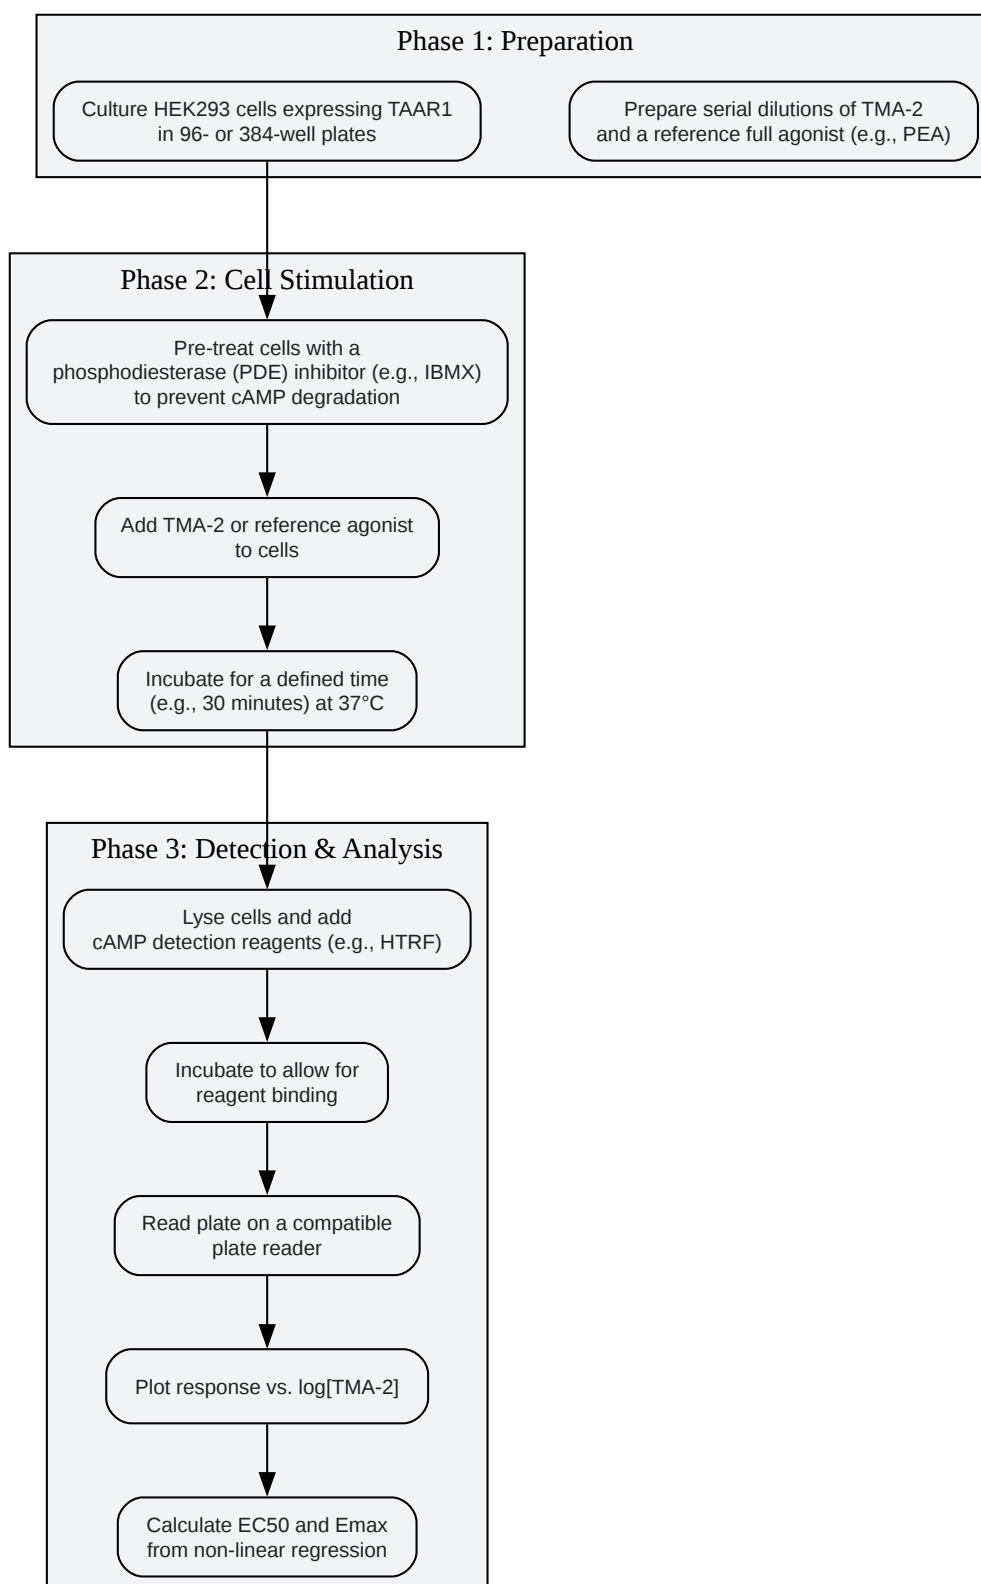 Phase 1: Preparation
Culture HEK293 cells expressing TAAR1
in 96- or 384-well plates
Prepare serial dilutions of TMA-2
and a reference full agonist (e.g., PEA)
Phase 2: Cell Stimulation
Pre-treat cells with a
phosphodiesterase (PDE) inhibitor (e.g., IBMX)
to prevent cAMP degradation
Add TMA-2 or reference agonist
to cells
Incubate for a defined time
(e.g., 30 minutes) at 37°C
Phase 3: Detection & Analysis
Lyse cells and add
cAMP detection reagents (e.g., HTRF)
Incubate to allow for
reagent binding
Read plate on a compatible
plate reader
Plot response vs. log[TMA-2]
Calculate EC50 and Emax
from non-linear regression